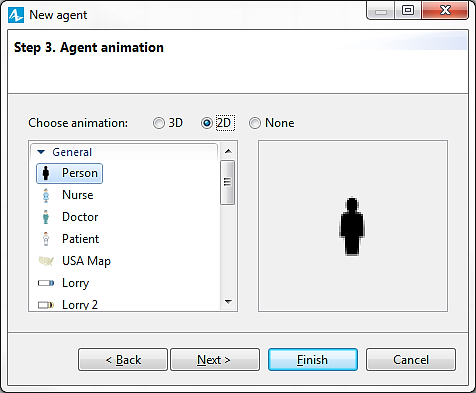 New agent
Step 3. Agent animation
Choose animation: 3D 2D None
General
Person
Nurse
Doctor
Patient
USA Map
Lorry
Lorry 2
< Back Next > Finish Cancel